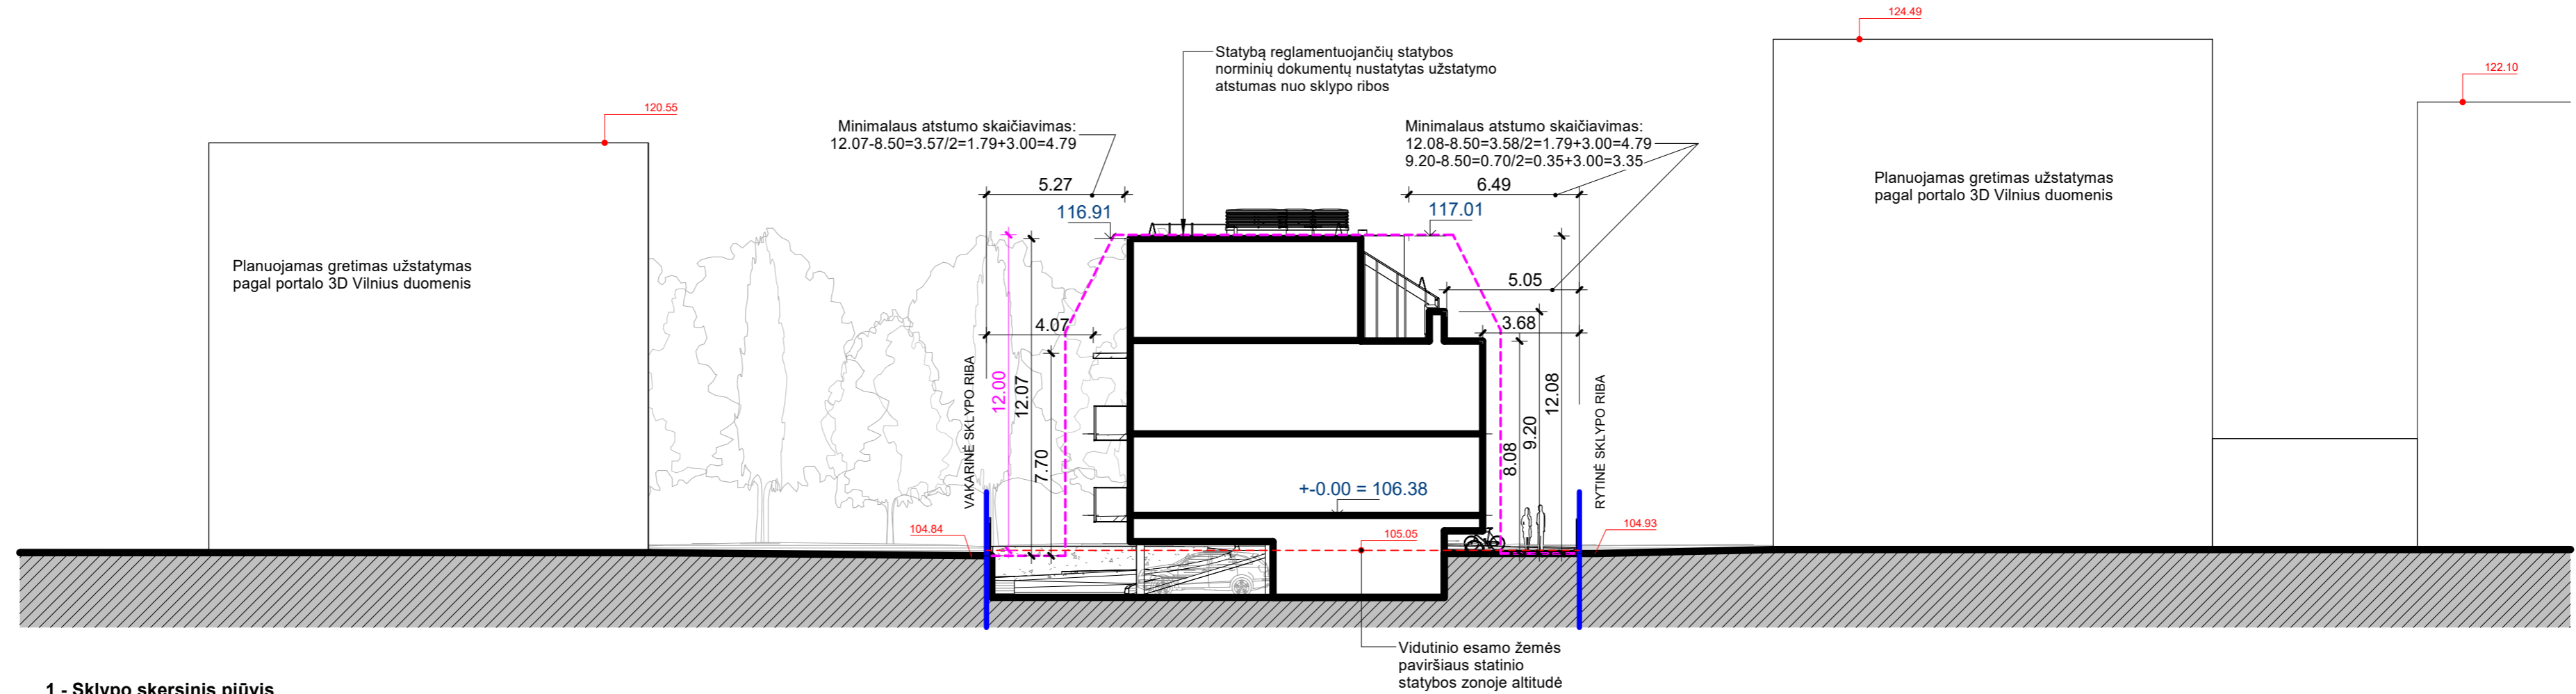 124.49
122.10
120.55
Statybą reglamentuojančių statybos
norminių dokumentų nustatytas užstatymo
atstumas nuo sklypo ribos
Minimalaus atstumo skaičiavimas:
12.07-8.50=3.57/2=1.79+3.00=4.79
Minimalaus atstumo skaičiavimas:
12.08-8.50=3.58/2=1.79+3.00=4.79
9.20-8.50=0.70/2=0.35+3.00=3.35
Planuojamas gretimas užstatymas
pagal portalo 3D Vilnius duomenis
5.27
6.49
116.91
117.01
Planuojamas gretimas užstatymas
pagal portalo 3D Vilnius duomenis
5.05
4.07
3.68
VAKARINĖ SKLYPO RIBA
12.00
12.07
7.70
8.08
9.20
12.08
RYTINĖ SKLYPO RIBA
+-0.00 = 106.38
104.84
105.05
104.93
Vidutinio esamo žemės
paviršiaus statinio
statybos zonoje altitudė
1 - Sklypo skersinis pjūvis